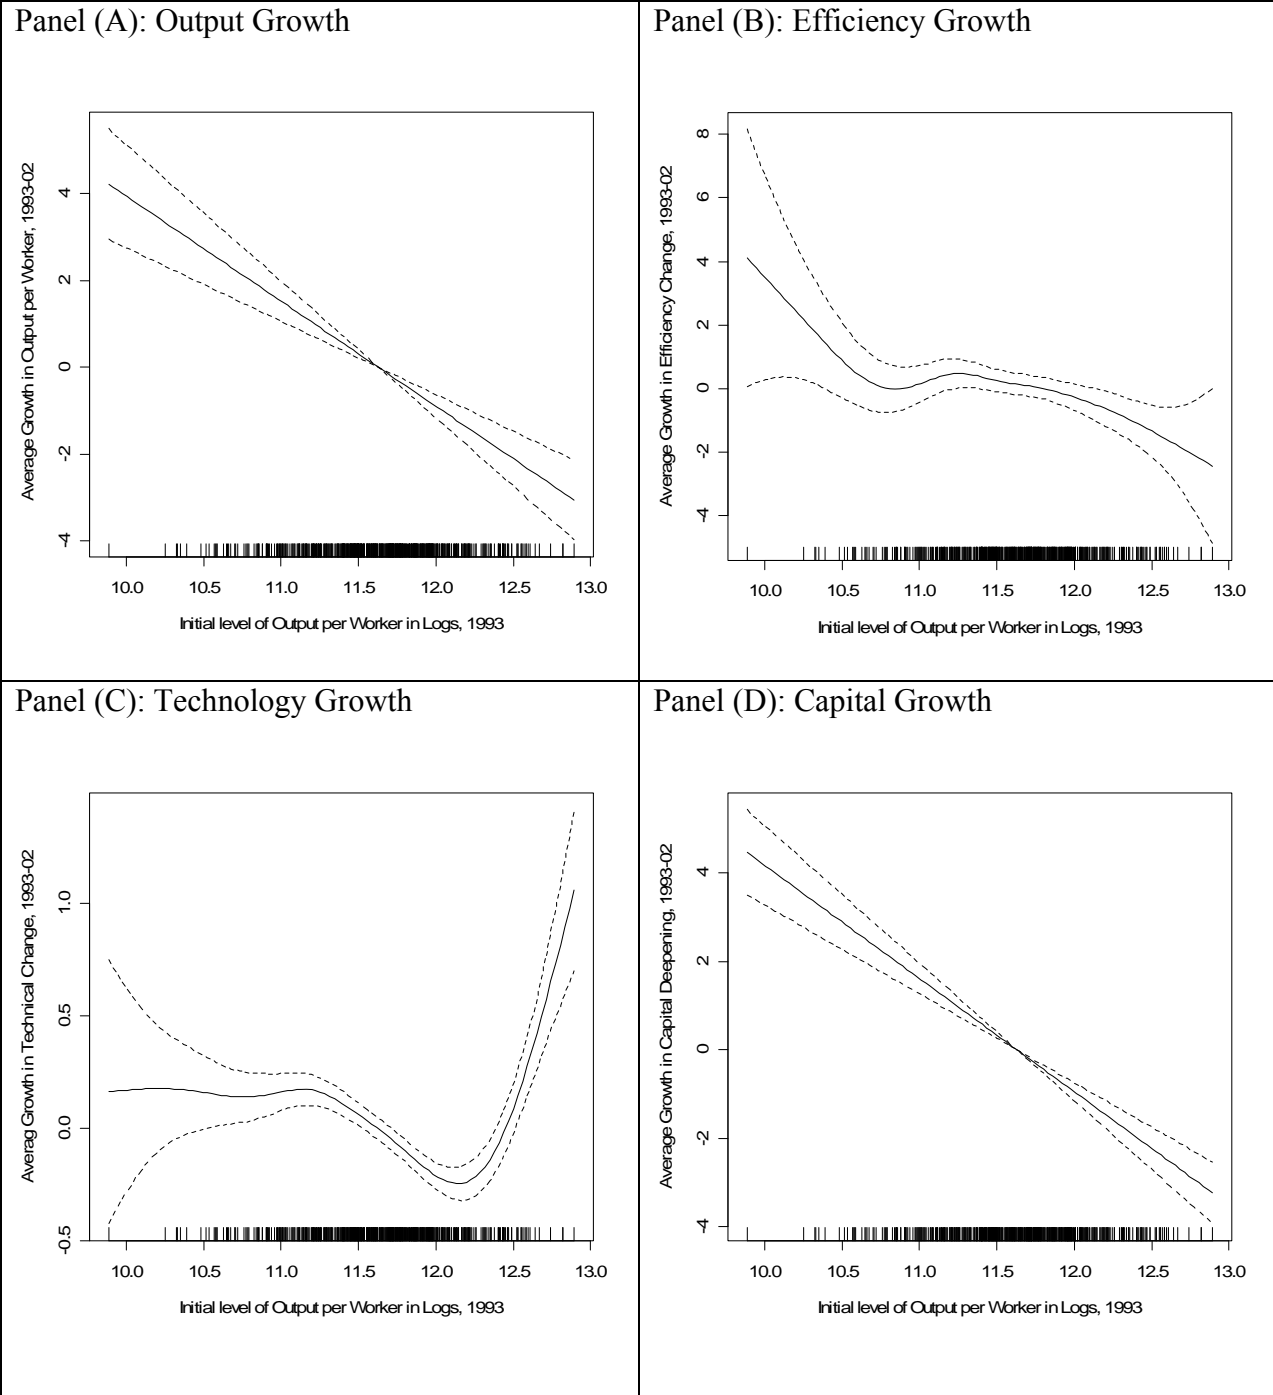 Panel (A): Output Growth
Average Growth in Output per Worker, 1993-02
4
2
0
-2
-4
10.0 10.5 11.0 11.5 12.0 12.5 13.0
Initial level of Output per Worker in Logs, 1993
Panel (B): Efficiency Growth
Average Growth in Efficiency Change, 1993-02
8
6
4
2
0
-2
-4
10.0 10.5 11.0 11.5 12.0 12.5 13.0
Initial level of Output per Worker in Logs, 1993
Panel (C): Technology Growth
Averag Growth in Technical Change, 1993-02
1.0
0.5
0.0
-0.5
10.0 10.5 11.0 11.5 12.0 12.5 13.0
Initial level of Output per Worker in Logs, 1993
Panel (D): Capital Growth
Average Growth in Capital Deepening, 1993-02
4
2
0
-2
-4
10.0 10.5 11.0 11.5 12.0 12.5 13.0
Initial level of Output per Worker in Logs, 1993